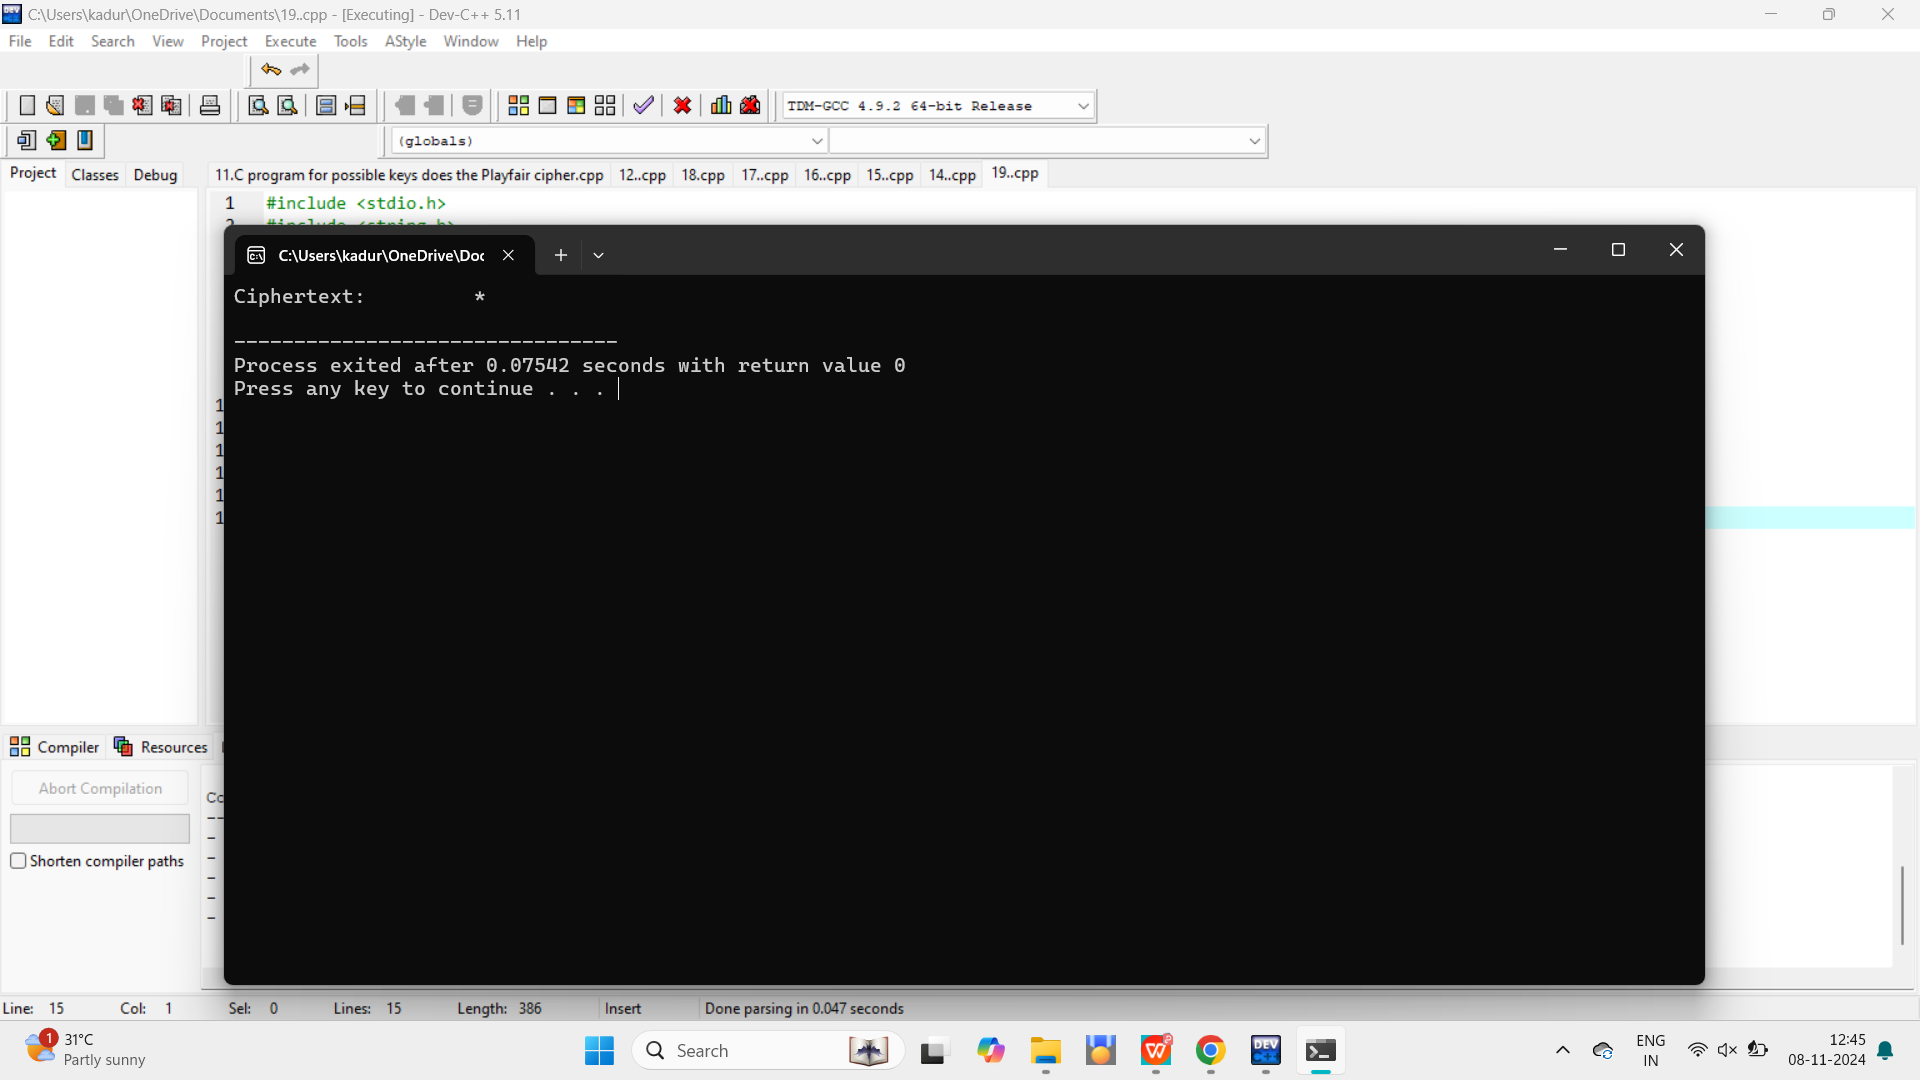 C:\Users\kadur\OneDrive\Documents\19..cpp - [Executing] - Dev-C++ 5.11
File Edit Search View Project Execute Tools AStyle Window Help
TDM-GCC 4.9.2 64-bit Release
(globals)
Project Classes Debug
11.C program for possible keys does the Playfair cipher.cpp 12..cpp 18.cpp 17..cpp 16..cpp 15..cpp 14..cpp 19..cpp
1 #include <stdio.h>
2 #include <string.h>
C:\Users\kadur\OneDrive\Doc
Ciphertext: *
--------------------------------
Process exited after 0.07542 seconds with return value 0
Press any key to continue . . .
1
1
1
1
1
1
Compiler Resources
Abort Compilation
Shorten compiler paths
Line: 15 Col: 1 Sel: 0 Lines: 15 Length: 386 Insert Done parsing in 0.047 seconds
1 31°C
Partly sunny
Search
DEV
ENG
IN
12:45
08-11-2024